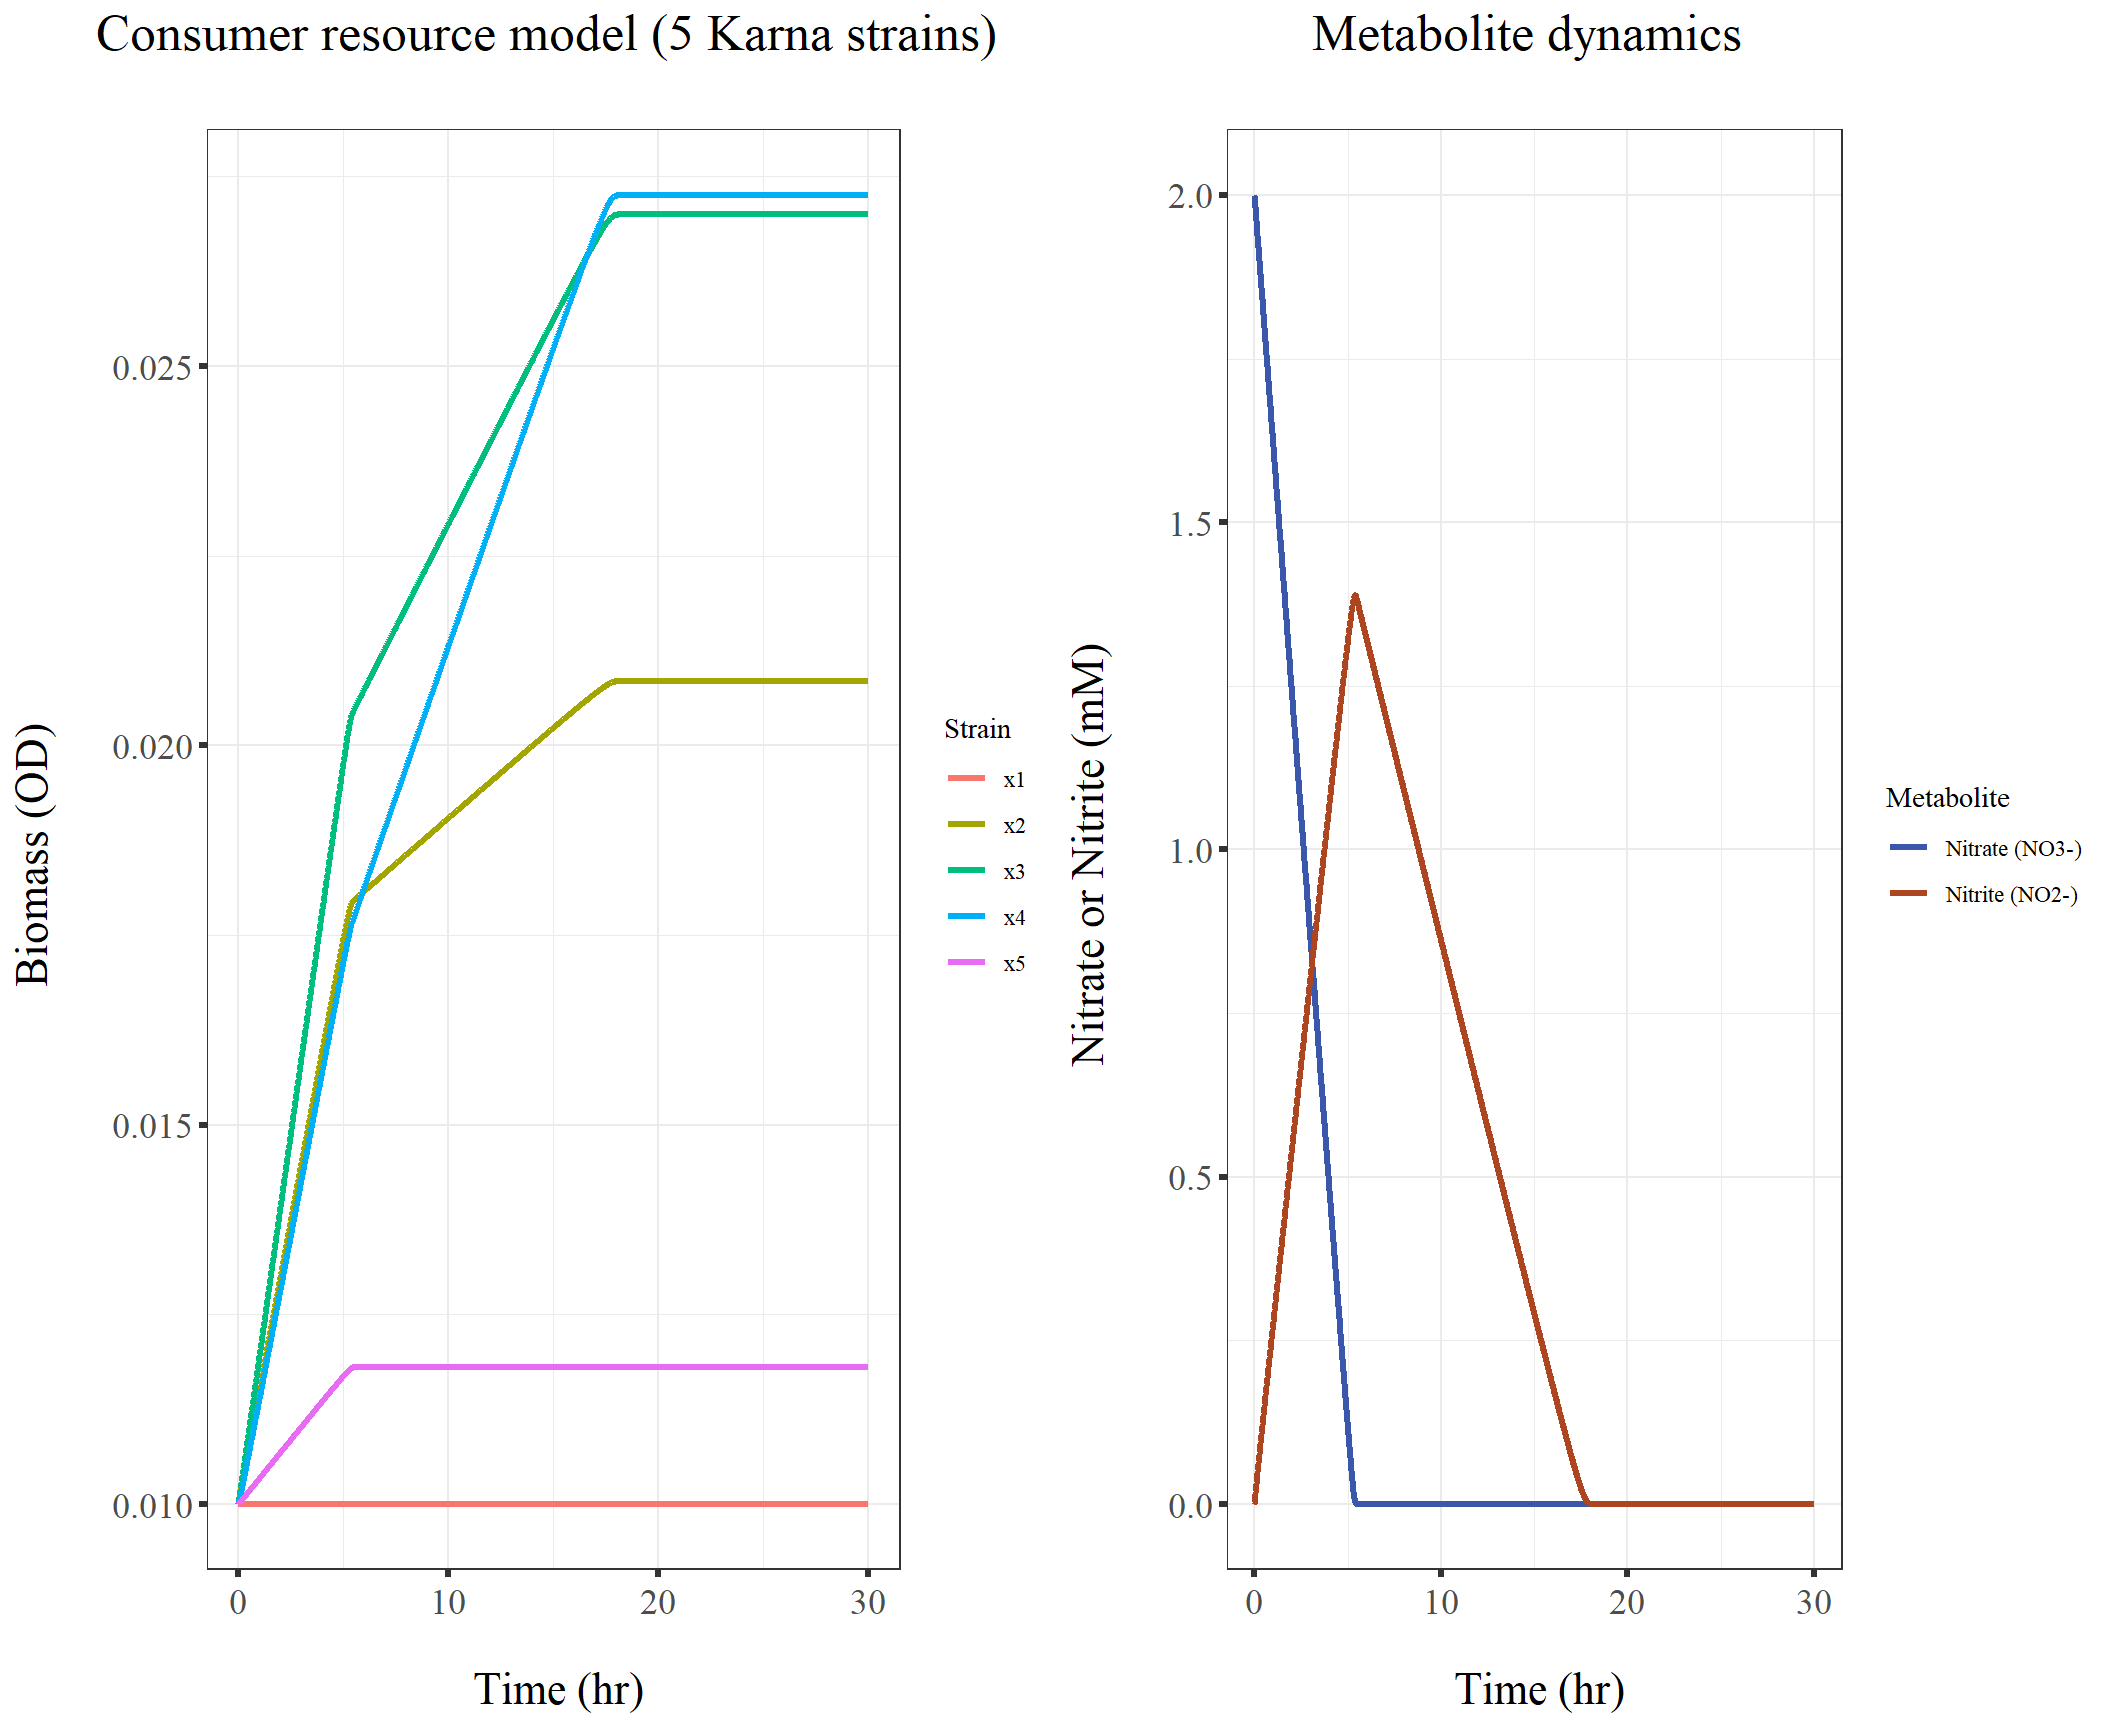 Consumer resource model (5 Karna strains)
Biomass (OD)
0.025
0.020
0.015
0.010
0
10
20
30
Time (hr)
Strain
x1
x2
x3
x4
x5
Metabolite dynamics
Nitrate or Nitrite (mM)
2.0
1.5
1.0
0.5
0.0
0
10
20
30
Time (hr)
Metabolite
Nitrate (NO3-)
Nitrite (NO2-)